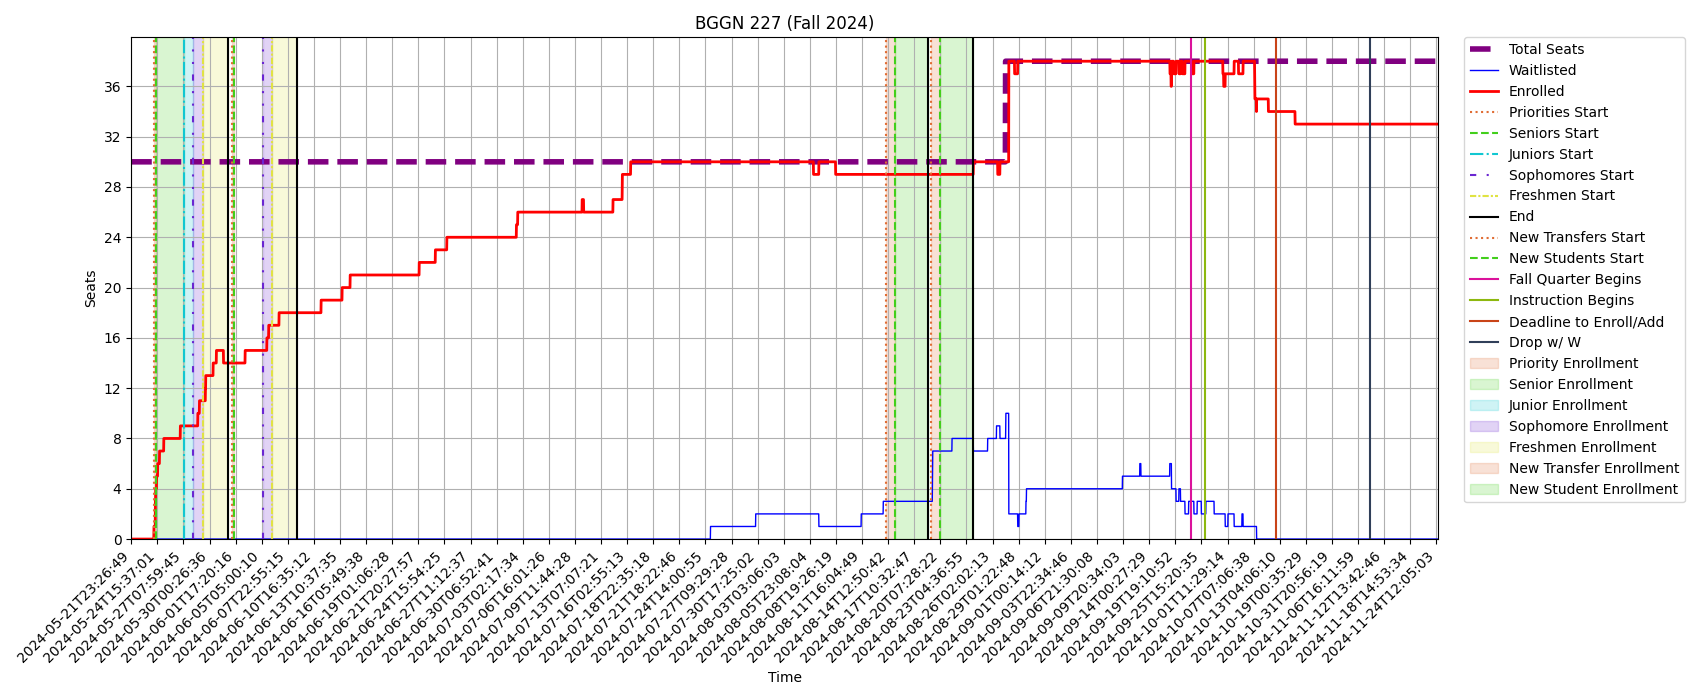 BGGN 227 (Fall 2024)
Seats
0
4
8
12
16
20
24
28
32
36
2024-05-21T23:26:49
2024-05-24T15:37:01
2024-05-27T07:59:45
2024-05-30T00:26:36
2024-06-01T17:20:16
2024-06-05T05:00:10
2024-06-07T22:55:15
2024-06-10T16:35:12
2024-06-13T10:37:35
2024-06-16T05:49:38
2024-06-19T01:06:28
2024-06-21T20:27:57
2024-06-24T15:54:25
2024-06-27T11:12:37
2024-06-30T06:52:41
2024-07-03T02:17:34
2024-07-06T16:01:26
2024-07-09T11:44:28
2024-07-13T07:07:21
2024-07-16T02:55:13
2024-07-18T22:35:18
2024-07-21T18:22:46
2024-07-24T14:00:55
2024-07-27T09:29:28
2024-07-30T17:25:02
2024-08-03T03:06:03
2024-08-05T23:08:04
2024-08-08T19:26:19
2024-08-11T16:04:49
2024-08-14T12:50:42
2024-08-17T10:32:47
2024-08-20T07:28:22
2024-08-23T04:36:55
2024-08-26T02:02:13
2024-08-29T01:22:48
2024-09-01T00:14:12
2024-09-03T22:34:46
2024-09-06T21:30:08
2024-09-09T20:34:03
2024-09-14T00:27:29
2024-09-19T19:10:52
2024-09-25T15:20:35
2024-10-01T11:29:14
2024-10-07T07:06:38
2024-10-13T04:06:10
2024-10-19T00:35:29
2024-10-31T20:56:19
2024-11-06T16:11:59
2024-11-12T13:42:46
2024-11-18T14:53:34
2024-11-24T12:05:03
Time
Total Seats
Waitlisted
Enrolled
Priorities Start
Seniors Start
Juniors Start
Sophomores Start
Freshmen Start
End
New Transfers Start
New Students Start
Fall Quarter Begins
Instruction Begins
Deadline to Enroll/Add
Drop w/ W
Priority Enrollment
Senior Enrollment
Junior Enrollment
Sophomore Enrollment
Freshmen Enrollment
New Transfer Enrollment
New Student Enrollment